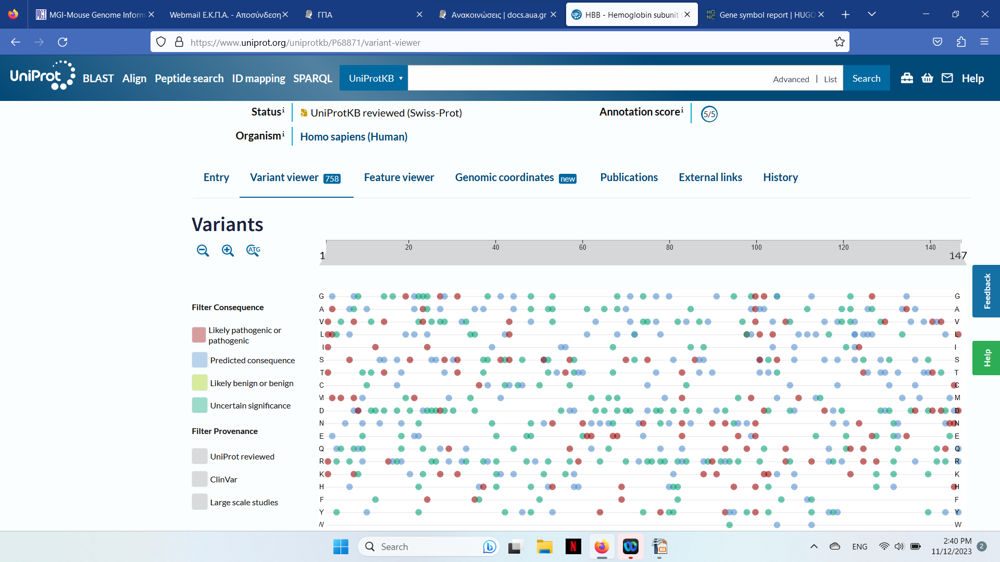 MGI-Mouse Genome Inform
Webmail Ε.Κ.Π.Α. - Αποσύνδεση
ΓΠΑ
Ανακοινώσεις | docs.aua.gr
HBB - Hemoglobin subunit
Gene symbol report | HUGO
https://www.uniprot.org/uniprotkb/P68871/variant-viewer
UniProt BLAST Align Peptide search ID mapping SPARQL UniProtKB Advanced | List Search Help
Status i UniProtKB reviewed (Swiss-Prot) Annotation score i 5/5
Organism i Homo sapiens (Human)
Entry Variant viewer 758 Feature viewer Genomic coordinates new Publications External links History
Variants
ATG
20 40 60 80 100 120 140
1 147
Feedback
Help
Filter Consequence
Likely pathogenic or
pathogenic
Predicted consequence
Likely benign or benign
Uncertain significance
Filter Provenance
UniProt reviewed
ClinVar
Large scale studies
G G
A A
V V
L L
I I
S S
T T
C C
M M
D D
N N
E E
Q Q
R R
K K
H H
F F
Y Y
W W
Search
ENG
2:40 PM
11/12/2023
2